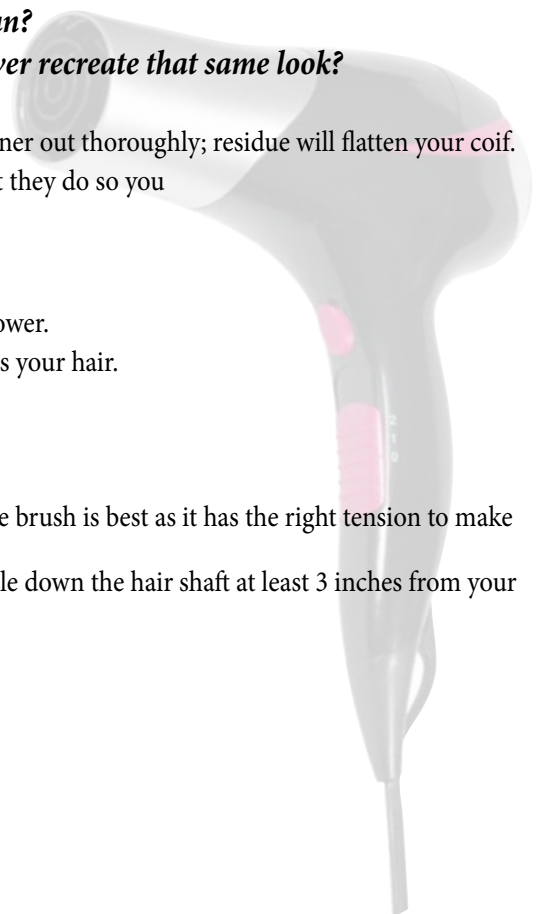 an?
ver recreate that same look?
ner out thoroughly; residue will flatten your coif.
t they do so you
ower.
s your hair.
e brush is best as it has the right tension to make
le down the hair shaft at least 3 inches from your